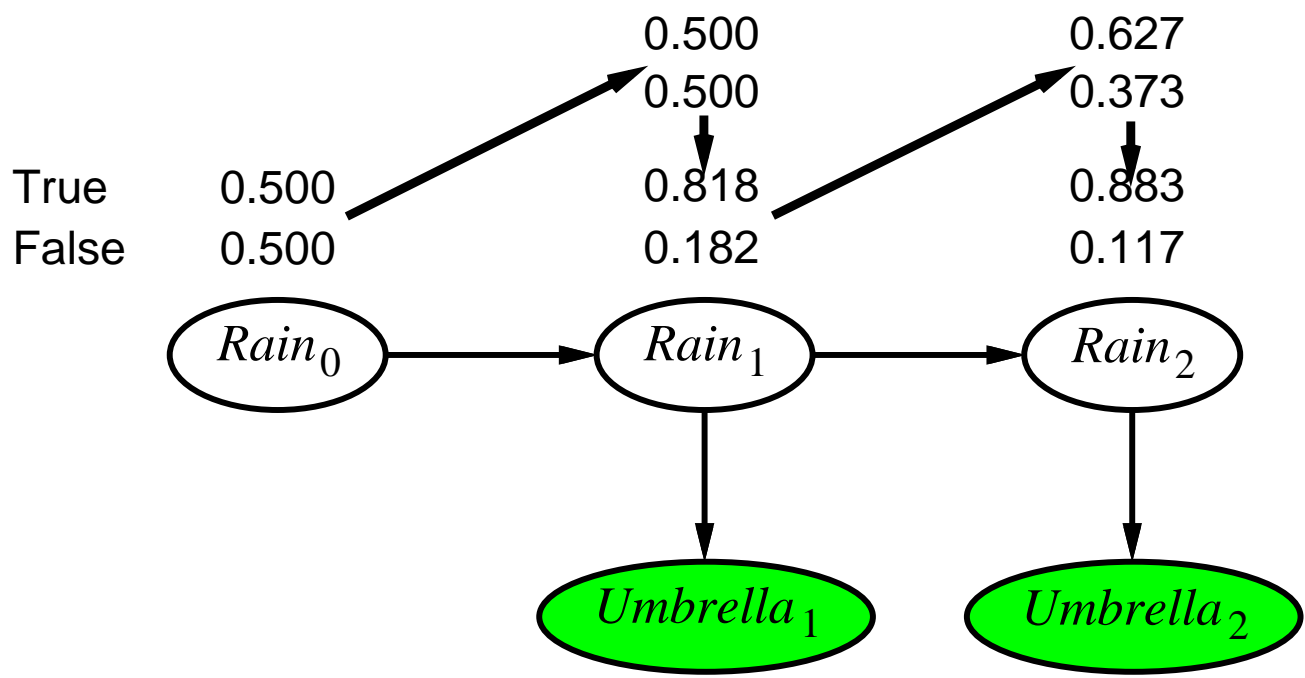 0.500 0.627
0.500 0.373
True 0.500 0.818 0.883
False 0.500 0.182 0.117
Rain0 Rain1 Rain2
Umbrella1 Umbrella2